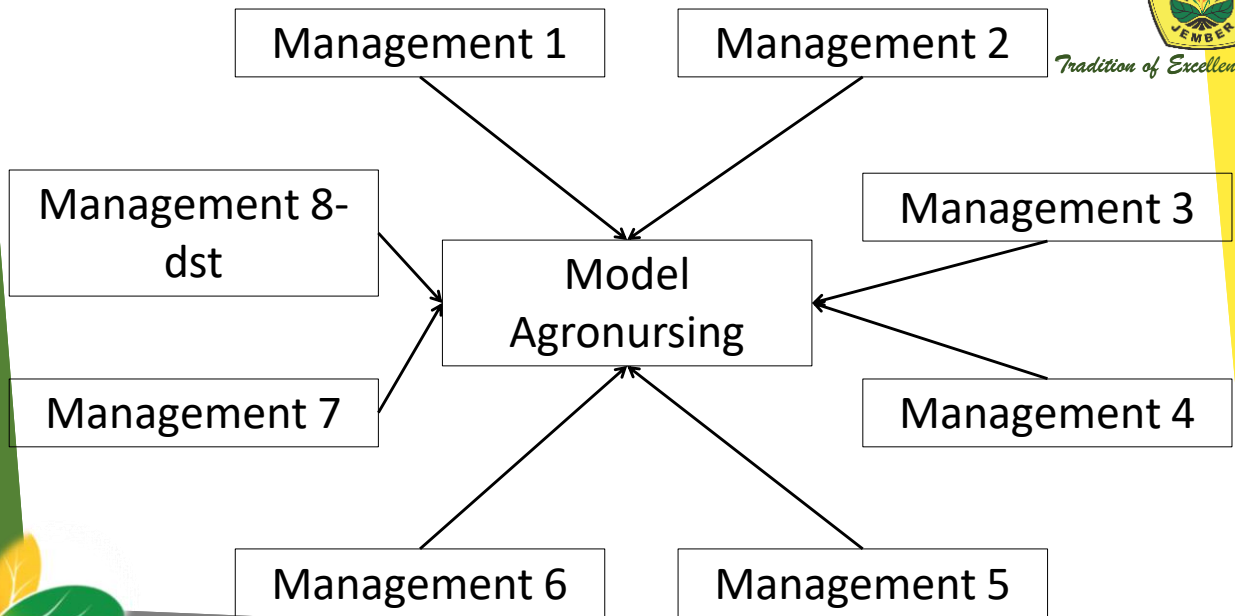 JEMBER
Tradition of Excellen
Management 1
Management 2
Management 8-
dst
Management 3
Model
Agronursing
Management 7
Management 4
Management 6
Management 5